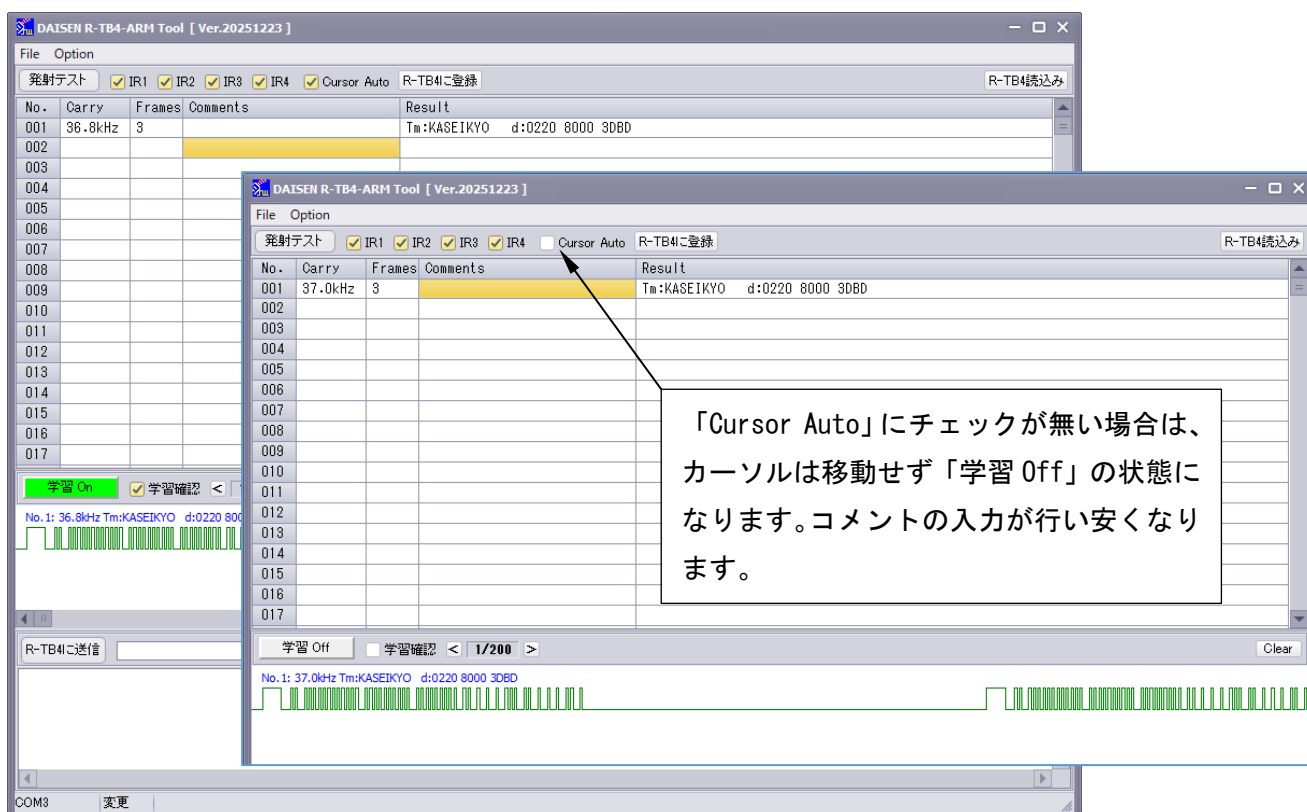 DAISEN R-TB4-ARM Tool [ Ver.20251223 ]
File Option
発射テスト IR1 IR2 IR3 IR4 Cursor Auto R-TB4に登録 R-TB4読込み
No. Carry Frames Comments Result
001 36.8kHz 3 Tm:KASEIKYO d:0220 8000 3DBD
002
003
004
005
006
007
008
009
010
011
012
013
014
015
016
017
学習 On 学習確認 <
No.1: 36.8kHz Tm:KASEIKYO d:0220 800
R-TB4に送信
COM3 変更
DAISEN R-TB4-ARM Tool [ Ver.20251223 ]
File Option
発射テスト IR1 IR2 IR3 IR4 Cursor Auto R-TB4に登録 R-TB4読込み
No. Carry Frames Comments Result
001 37.0kHz 3 Tm:KASEIKYO d:0220 8000 3DBD
002
003
004
005
006
007
008
009
010
011
012
013
014
015
016
017
「Cursor Auto」にチェックが無い場合は、
カーソルは移動せず「学習 Off」の状態に
なります。コメントの入力が行い安くなり
ます。
学習 Off 学習確認 < 1/200 > Clear
No.1: 37.0kHz Tm:KASEIKYO d:0220 8000 3DBD